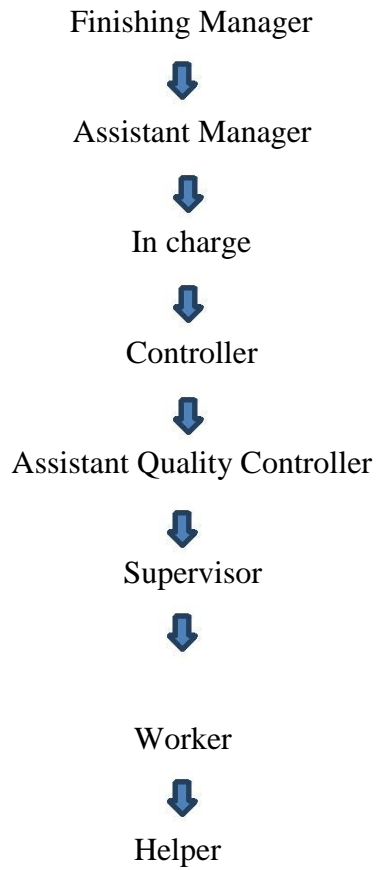 Finishing Manager
Assistant Manager
In charge
Controller
Assistant Quality Controller
Supervisor
Worker
Helper